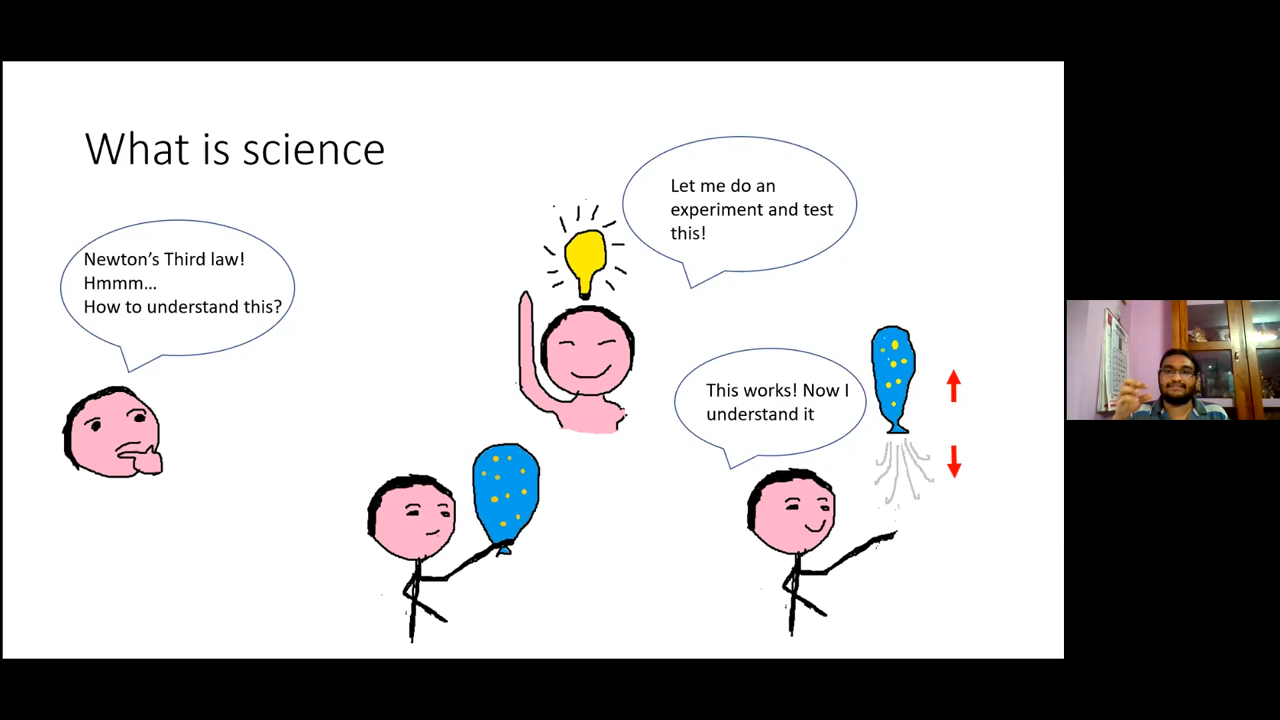 What is science
Newton's Third law!
Hmmm...
How to understand this?
Let me do an
experiment and test
this!
This works! Now I
understand it